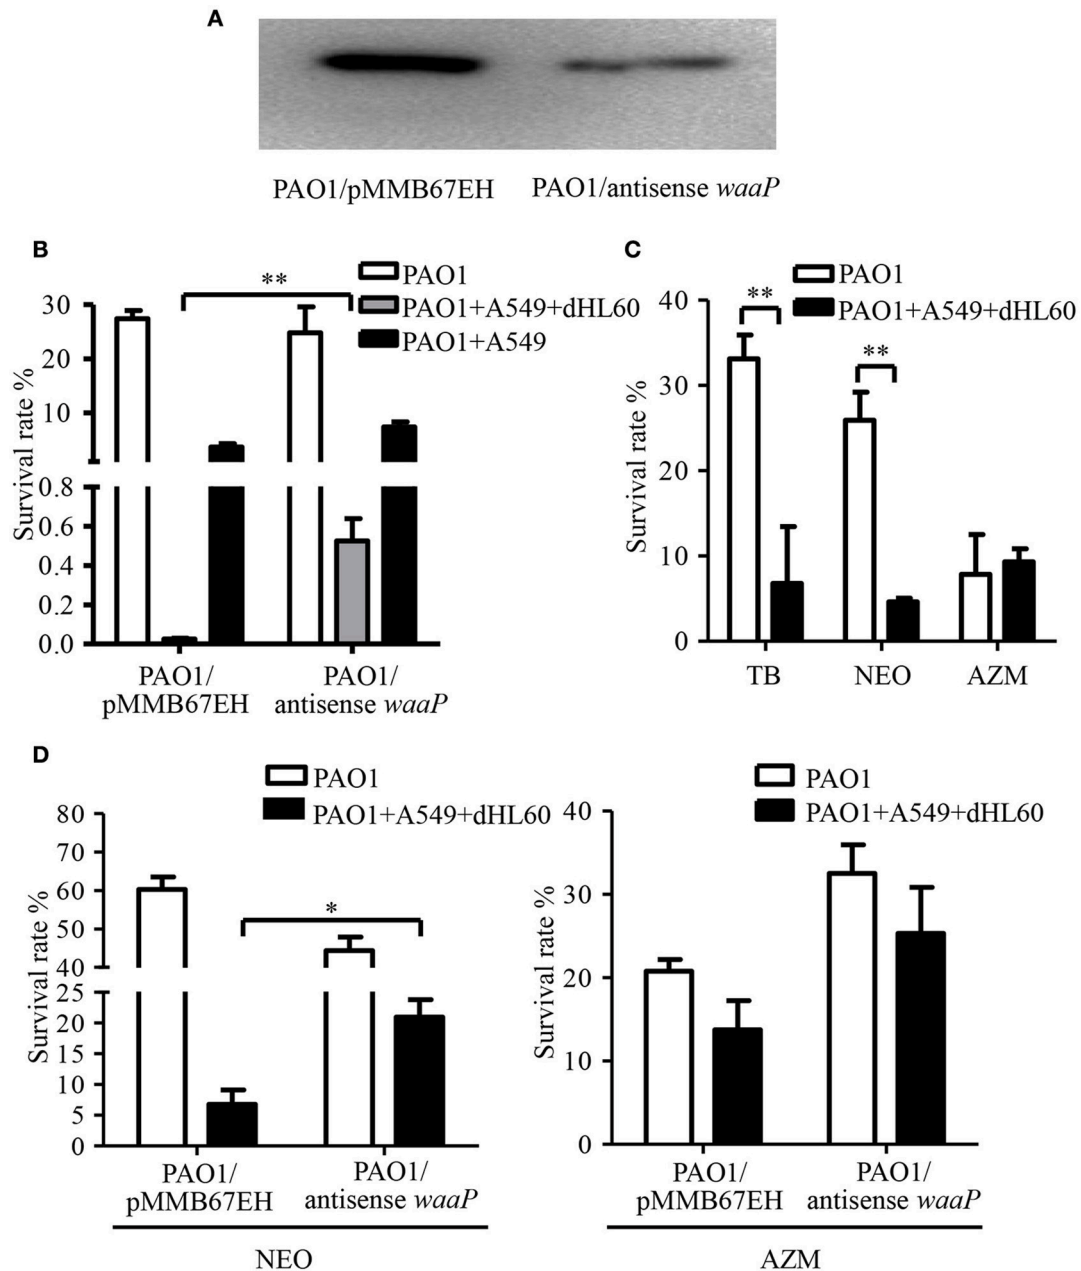 A
PAO1/pMMB67EH PAO1/antisense waaP
B
**
PAO1
PAO1+A549+dHL60
PAO1+A549
Survival rate %
30
20
10
0.8
0.6
0.4
0.2
0.0
PAO1/
pMMB67EH
PAO1/
antisense waaP
C
PAO1
PAO1+A549+dHL60
**
**
Survival rate %
40
30
20
10
0
TB NEO AZM
D
PAO1
PAO1+A549+dHL60
*
Survival rate %
80
70
60
50
40
25
20
15
10
5
0
PAO1/
pMMB67EH
PAO1/
antisense waaP
NEO
PAO1
PAO1+A549+dHL60
Survival rate %
40
30
20
10
0
PAO1/
pMMB67EH
PAO1/
antisense waaP
AZM